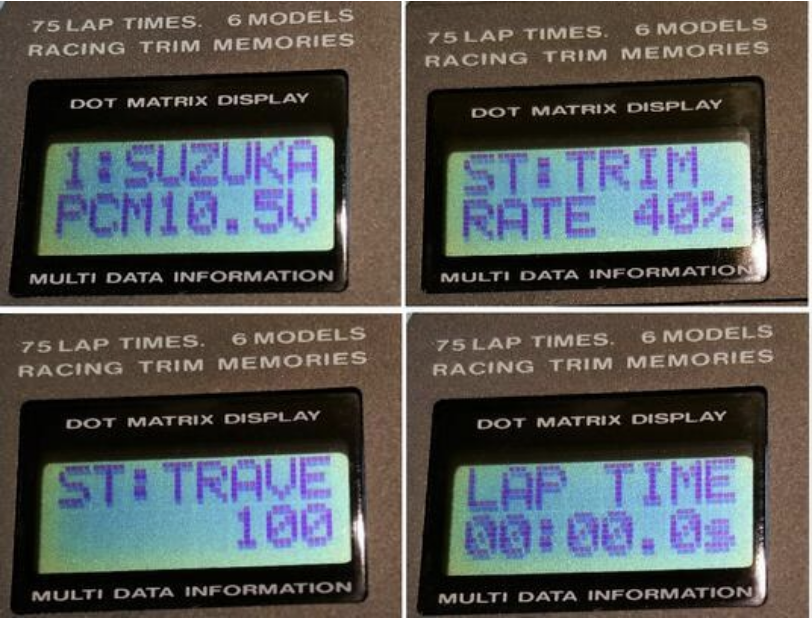 75 LAP TIMES. 6 MODELS
RACING TRIM MEMORIES
DOT MATRIX DISPLAY
1:SUZUKA
PCM10.5V
MULTI DATA INFORMATION
75 LAP TIMES. 6 MODELS
RACING TRIM MEMORIES
DOT MATRIX DISPLAY
ST:TRIM
RATE 40%
MULTI DATA INFORMATION
75 LAP TIMES. 6 MODELS
RACING TRIM MEMORIES
DOT MATRIX DISPLAY
ST:TRAVE
100
MULTI DATA INFORMATION
75 LAP TIMES. 6 MODELS
RACING TRIM MEMORIES
DOT MATRIX DISPLAY
LAP TIME
00:00.0s
MULTI DATA INFORMATION